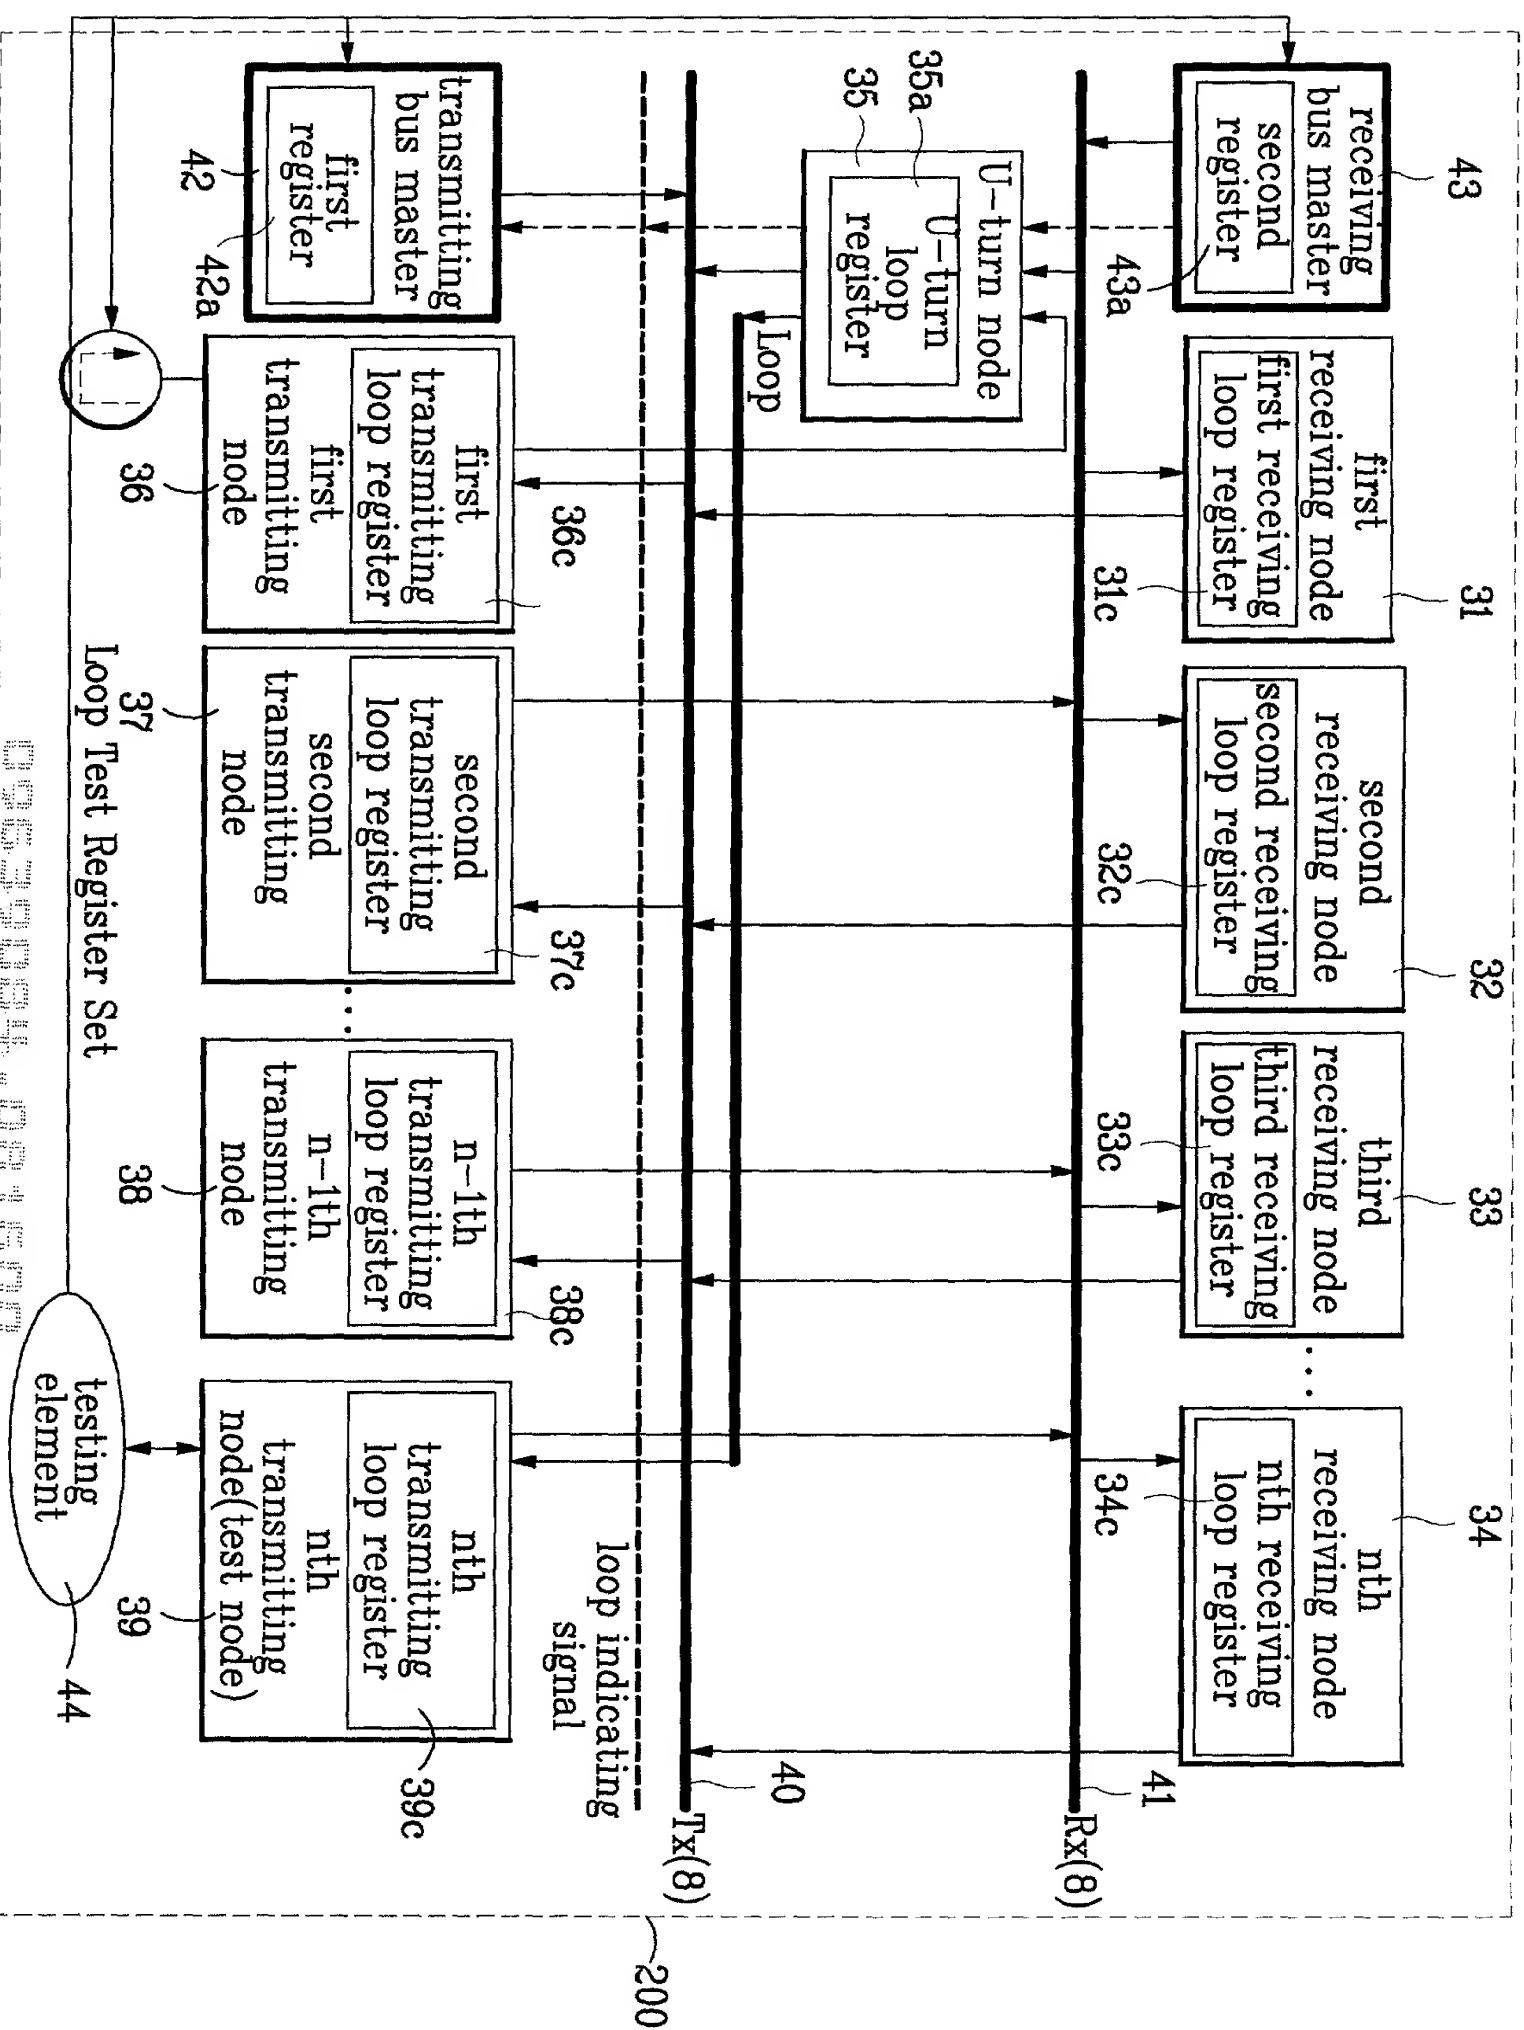 43
31
32
33
34
receiving
bus master
second
register
43a
first
receiving node
first receiving
loop register
31c
second
receiving node
second receiving
loop register
32c
third
receiving node
third receiving
loop register
33c
...
nth
receiving node
nth receiving
loop register
34c
41
Rx(8)
35a
35
U-turn node
U-turn
loop
register
Loop
40
Tx(8)
200
loop indicating
signal
transmitting
bus master
first
register
42
42a
36c
first
transmitting
loop register
first
transmitting
node
36
37c
second
transmitting
loop register
second
transmitting
node
37
...
38c
n-1th
transmitting
loop register
n-1th
transmitting
node
38
nth
transmitting
loop register
39c
nth
transmitting
node(test node)
39
Loop Test Register Set
testing
element
44